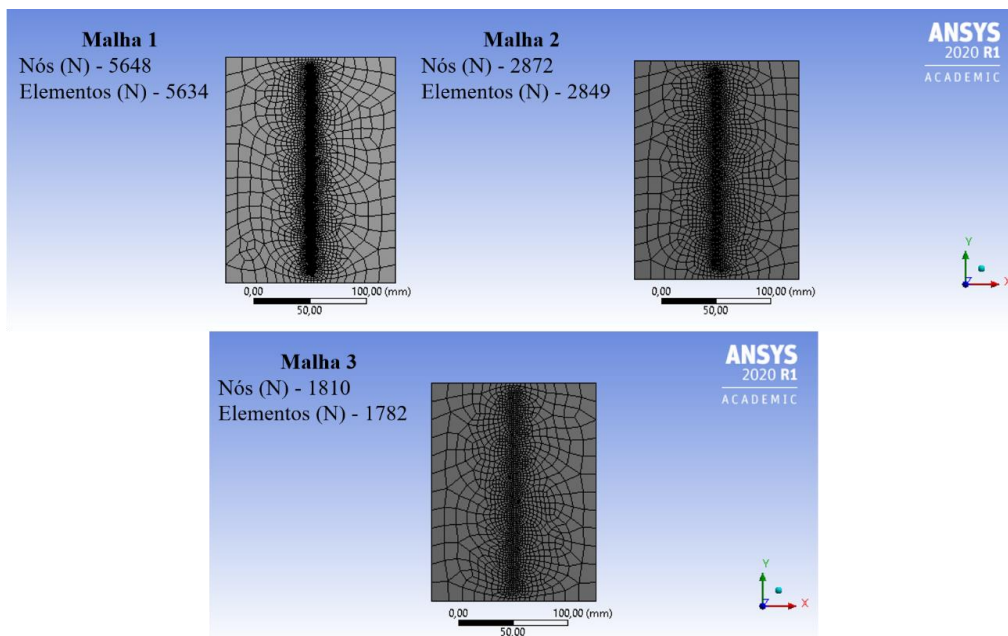 Malha 1
Nós (N) - 5648
Elementos (N) - 5634
0,00
100,00 (mm)
50,00
Malha 2
Nós (N) - 2872
Elementos (N) - 2849
0,00
100,00 (mm)
50,00
ANSYS
2020 R1
ACADEMIC
Y
Z
X
Malha 3
Nós (N) - 1810
Elementos (N) - 1782
0,00
100,00 (mm)
50,00
ANSYS
2020 R1
ACADEMIC
Y
Z
X